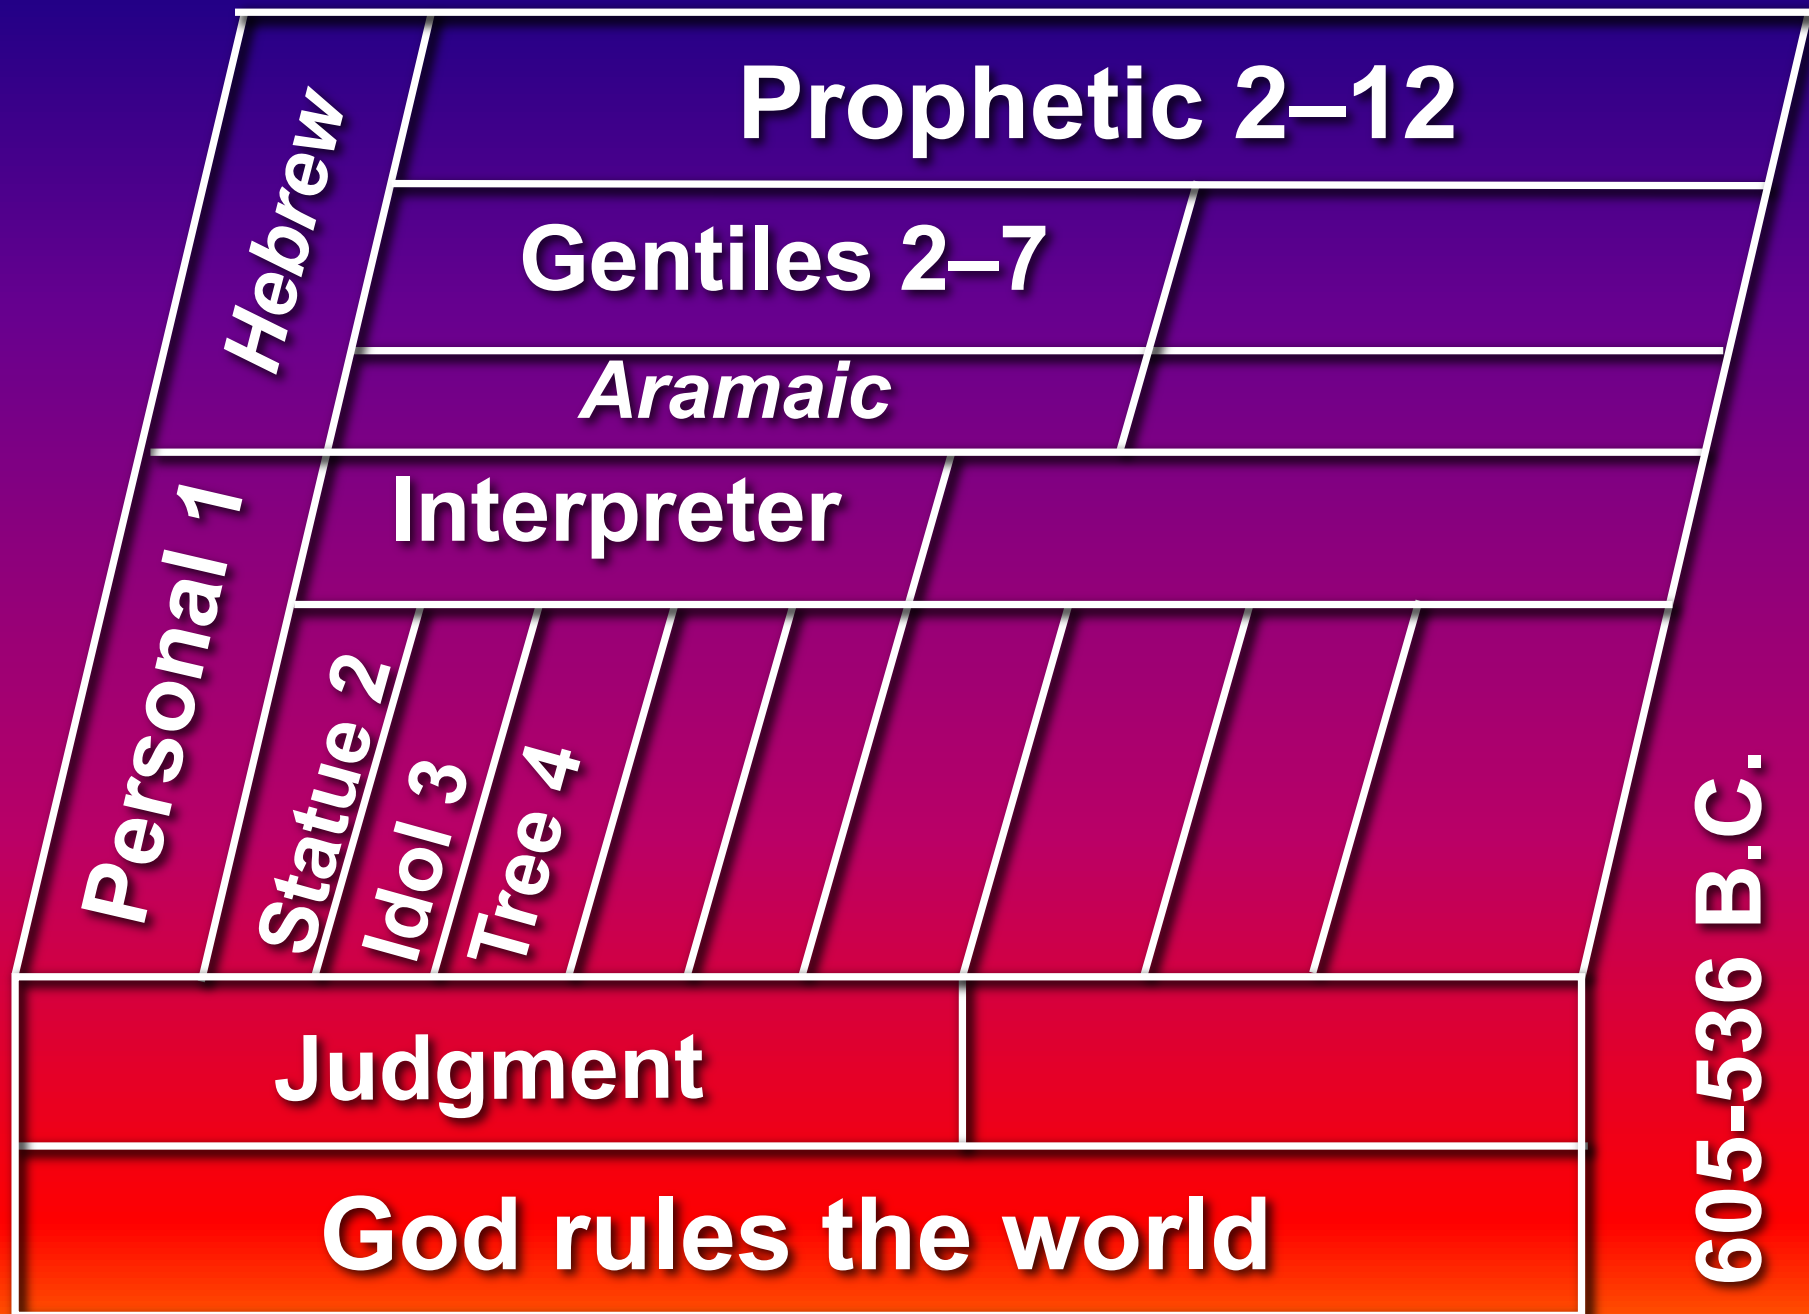 Prophetic 2–12
Hebrew
Gentiles 2–7
Aramaic
Personal 1
Interpreter
Statue 2
Idol 3
Tree 4
Judgment
God rules the world
605-536 B.C.